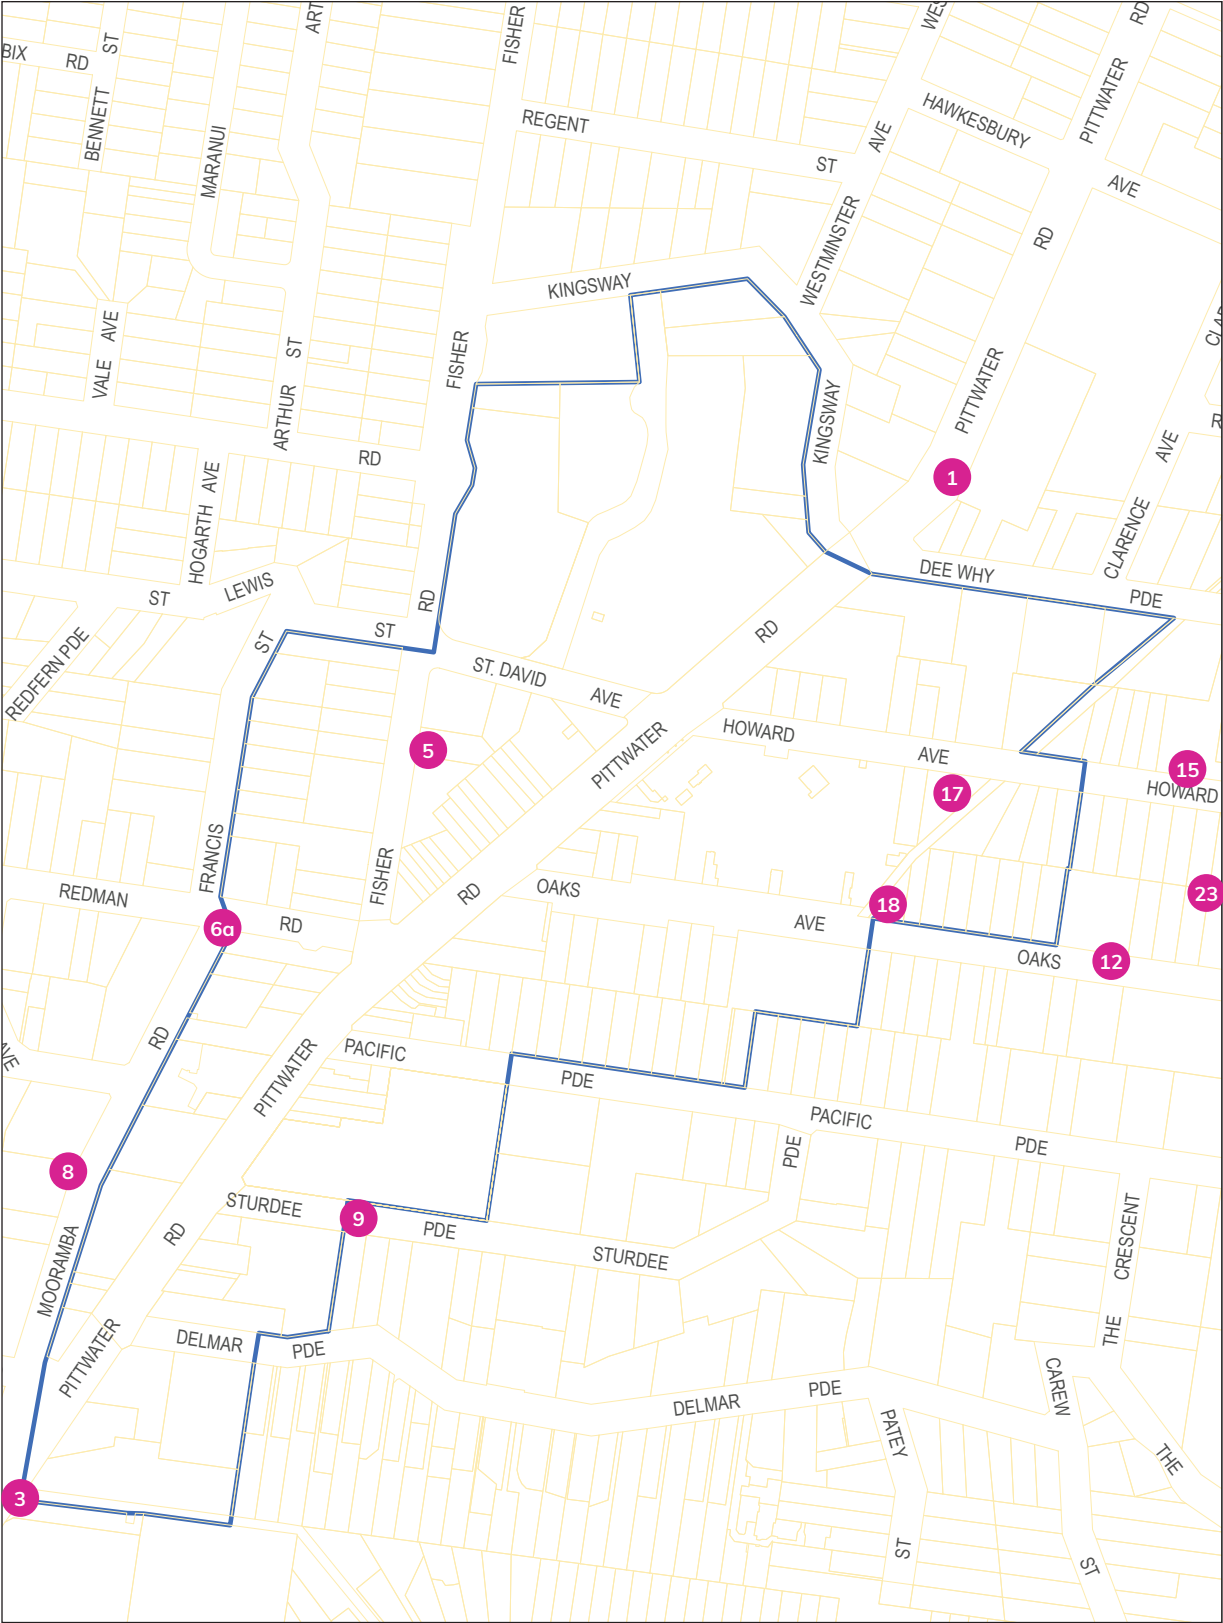 ART
FISHER
WES
RD
BIX
RD
ST
BENNETT
MARANUI
REGENT
ST
AVE
HAWKESBURY
AVE
PITTWATER
RD
WESTMINSTER
KINGSWAY
VALE AVE
ARTHUR ST
FISHER
KINGSWAY
PITTWATER
CLAR
R
RD
HOGARTH AVE
1
CLARENCE AVE
LEWIS
ST
RD
DEE WHY
PDE
REDFERN PDE
ST
ST
ST. DAVID
AVE
RD
PITTWATER
HOWARD
AVE
5
17
15
HOWARD
FRANCIS
FISHER
REDMAN
RD
6a
RD
OAKS
AVE
18
23
OAKS
12
AVE
RD
PITTWATER
PACIFIC
PDE
PACIFIC
PDE
PDE
8
MOORAMBA
RD
STURDEE
9
PDE
STURDEE
THE CRESCENT
PITTWATER
DELMAR
PDE
DELMAR
PDE
CAREW
PATEY
THE
3
ST
ST